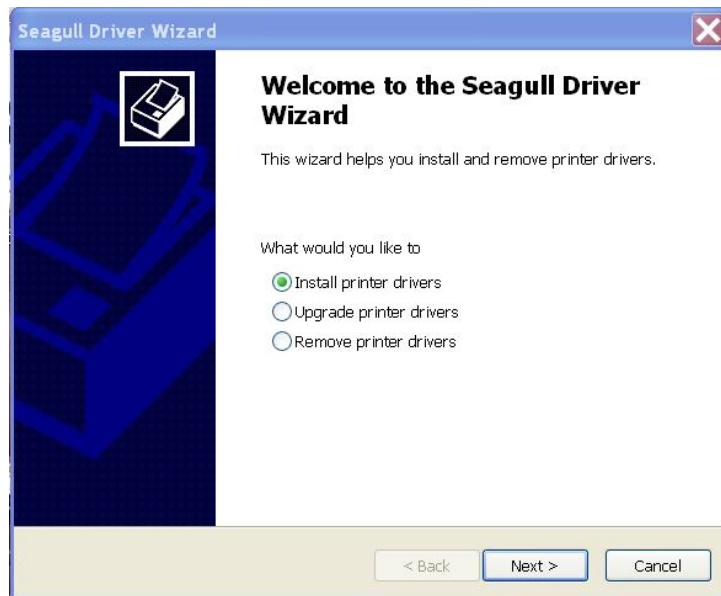 Seagull Driver Wizard
Welcome to the Seagull Driver
Wizard
This wizard helps you install and remove printer drivers.
What would you like to
Install printer drivers
Upgrade printer drivers
Remove printer drivers
< Back Next > Cancel